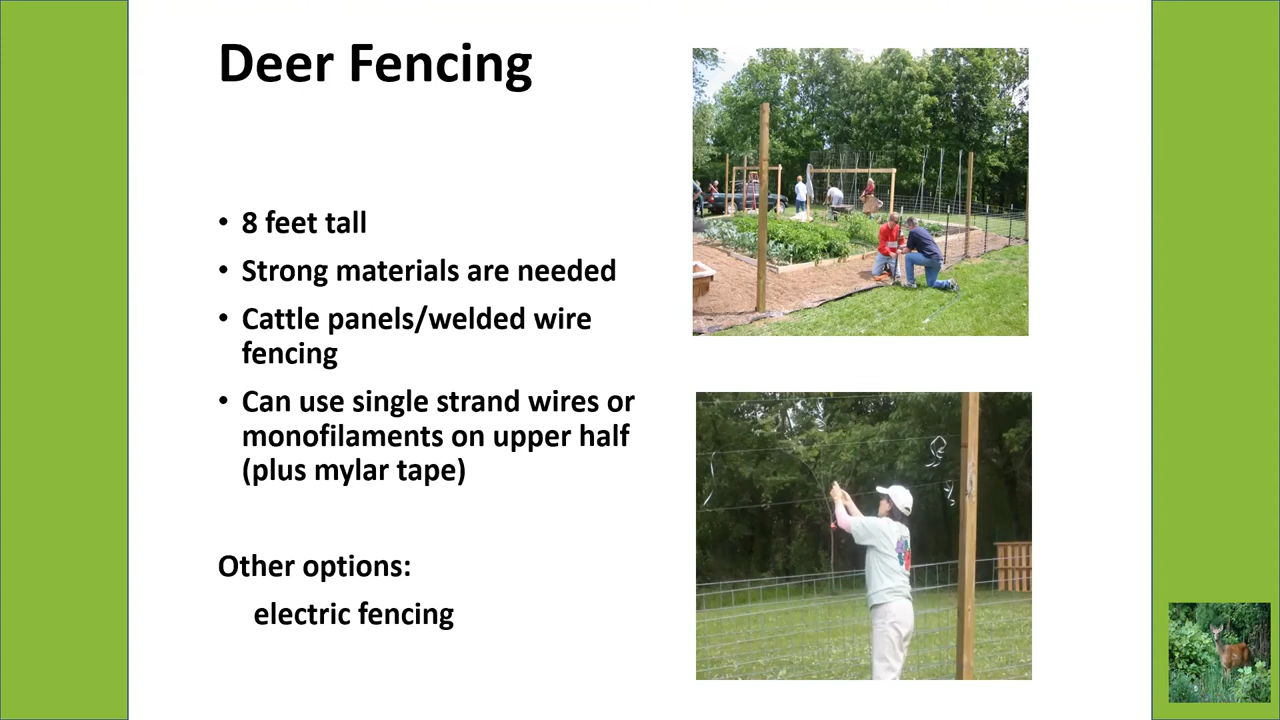 Deer Fencing
• 8 feet tall
• Strong materials are needed
• Cattle panels/welded wire
fencing
• Can use single strand wires or
monofilaments on upper half
(plus mylar tape)
Other options:
electric fencing